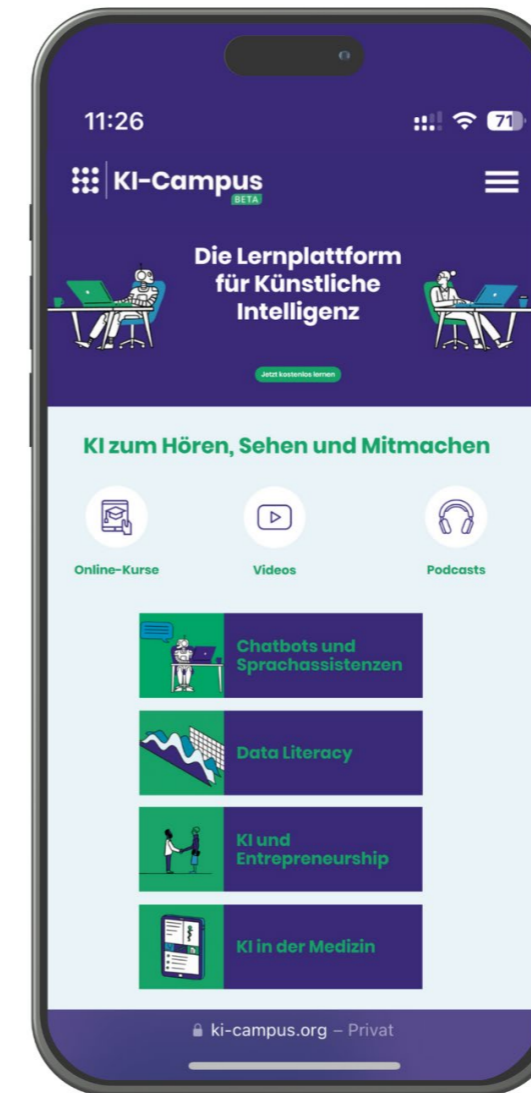 11:26
71
KI-Campus
BETA
Die Lernplattform
für Künstliche
Intelligenz
Jetzt kostenlos lernen
KI zum Hören, Sehen und Mitmachen
Online-Kurse
Videos
Podcasts
Chatbots und
Sprachassistenzen
Data Literacy
KI und
Entrepreneurship
KI in der Medizin
ki-campus.org – Privat